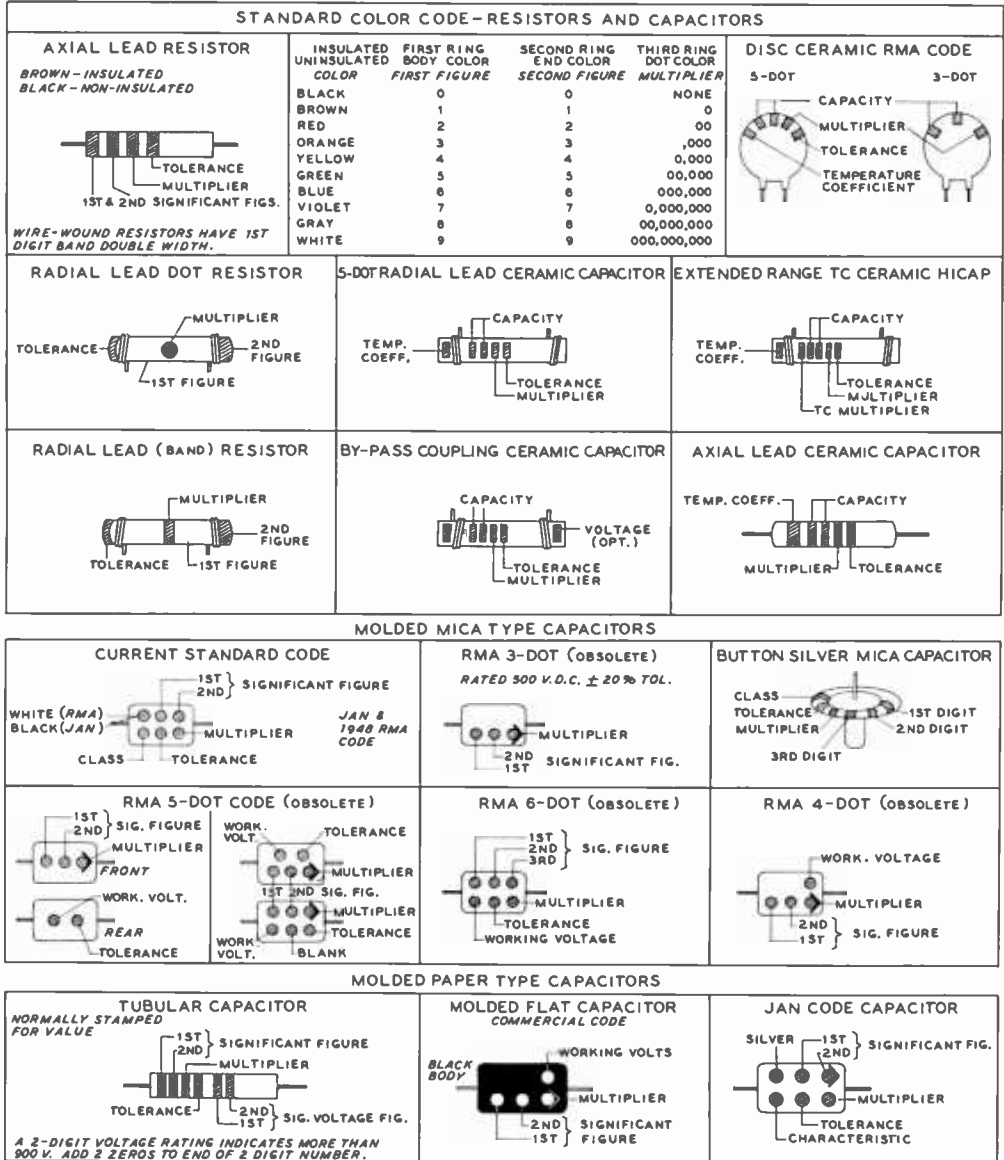 STANDARD COLOR CODE–RESISTORS AND CAPACITORS
AXIAL LEAD RESISTOR
BROWN – INSULATED
BLACK – NON-INSULATED
TOLERANCE
MULTIPLIER
1ST & 2ND SIGNIFICANT FIGS.
WIRE-WOUND RESISTORS HAVE 1ST
DIGIT BAND DOUBLE WIDTH.
INSULATED FIRST RING SECOND RING THIRD RING
UNINSULATED BODY COLOR END COLOR DOT COLOR
COLOR FIRST FIGURE SECOND FIGURE MULTIPLIER
BLACK 0 0 NONE
BROWN 1 1 0
RED 2 2 00
ORANGE 3 3 ,000
YELLOW 4 4 0,000
GREEN 5 5 00,000
BLUE 6 6 000,000
VIOLET 7 7 0,000,000
GRAY 8 8 00,000,000
WHITE 9 9 000,000,000
DISC CERAMIC RMA CODE
5-DOT 3-DOT
CAPACITY
MULTIPLIER
TOLERANCE
TEMPERATURE
COEFFICIENT
RADIAL LEAD DOT RESISTOR
MULTIPLIER
TOLERANCE
2ND
FIGURE
1ST FIGURE
5-DOT RADIAL LEAD CERAMIC CAPACITOR
CAPACITY
TEMP.
COEFF.
TOLERANCE
MULTIPLIER
EXTENDED RANGE TC CERAMIC HICAP
CAPACITY
TEMP.
COEFF.
TOLERANCE
MULTIPLIER
TC MULTIPLIER
RADIAL LEAD (BAND) RESISTOR
MULTIPLIER
2ND
FIGURE
TOLERANCE 1ST FIGURE
BY-PASS COUPLING CERAMIC CAPACITOR
CAPACITY
VOLTAGE
(OPT.)
TOLERANCE
MULTIPLIER
AXIAL LEAD CERAMIC CAPACITOR
TEMP. COEFF. CAPACITY
MULTIPLIER TOLERANCE
MOLDED MICA TYPE CAPACITORS
CURRENT STANDARD CODE
1ST
2ND } SIGNIFICANT FIGURE
WHITE (RMA)
BLACK (JAN)
MULTIPLIER
JAN &
1948 RMA
CODE
CLASS TOLERANCE
RMA 3-DOT (OBSOLETE)
RATED 500 V.D.C. ± 20% TOL.
MULTIPLIER
2ND
1ST SIGNIFICANT FIG.
BUTTON SILVER MICA CAPACITOR
CLASS
TOLERANCE
MULTIPLIER
1ST DIGIT
2ND DIGIT
3RD DIGIT
RMA 5-DOT CODE (OBSOLETE)
1ST
2ND } SIG. FIGURE
MULTIPLIER
FRONT
WORK. VOLT.
REAR
TOLERANCE
WORK.
VOLT.
TOLERANCE
MULTIPLIER
1ST 2ND SIG. FIG.
MULTIPLIER
TOLERANCE
WORK.
VOLT.
BLANK
RMA 6-DOT (OBSOLETE)
1ST
2ND
3RD } SIG. FIGURE
MULTIPLIER
TOLERANCE
WORKING VOLTAGE
RMA 4-DOT (OBSOLETE)
WORK. VOLTAGE
MULTIPLIER
2ND
1ST } SIG. FIGURE
MOLDED PAPER TYPE CAPACITORS
TUBULAR CAPACITOR
NORMALLY STAMPED
FOR VALUE
1ST
2ND } SIGNIFICANT FIGURE
MULTIPLIER
TOLERANCE
2ND
1ST } SIG. VOLTAGE FIG.
A 2-DIGIT VOLTAGE RATING INDICATES MORE THAN
900 V. ADD 2 ZEROS TO END OF 2 DIGIT NUMBER.
MOLDED FLAT CAPACITOR
COMMERCIAL CODE
WORKING VOLTS
BLACK
BODY
MULTIPLIER
2ND
1ST } SIGNIFICANT
FIGURE
JAN CODE CAPACITOR
SILVER
1ST
2ND } SIGNIFICANT FIG.
MULTIPLIER
TOLERANCE
CHARACTERISTIC